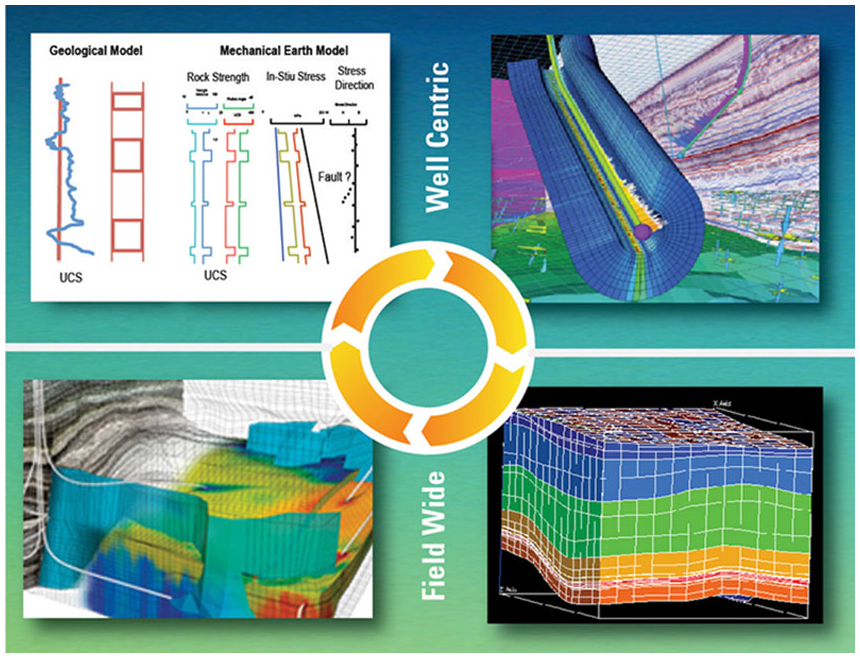 Geological Model
Mechanical Earth Model
Rock Strength
In-Stiu Stress
Stress
Direction
Fault ?
UCS
UCS
Well Centric
X Axis
Field Wide